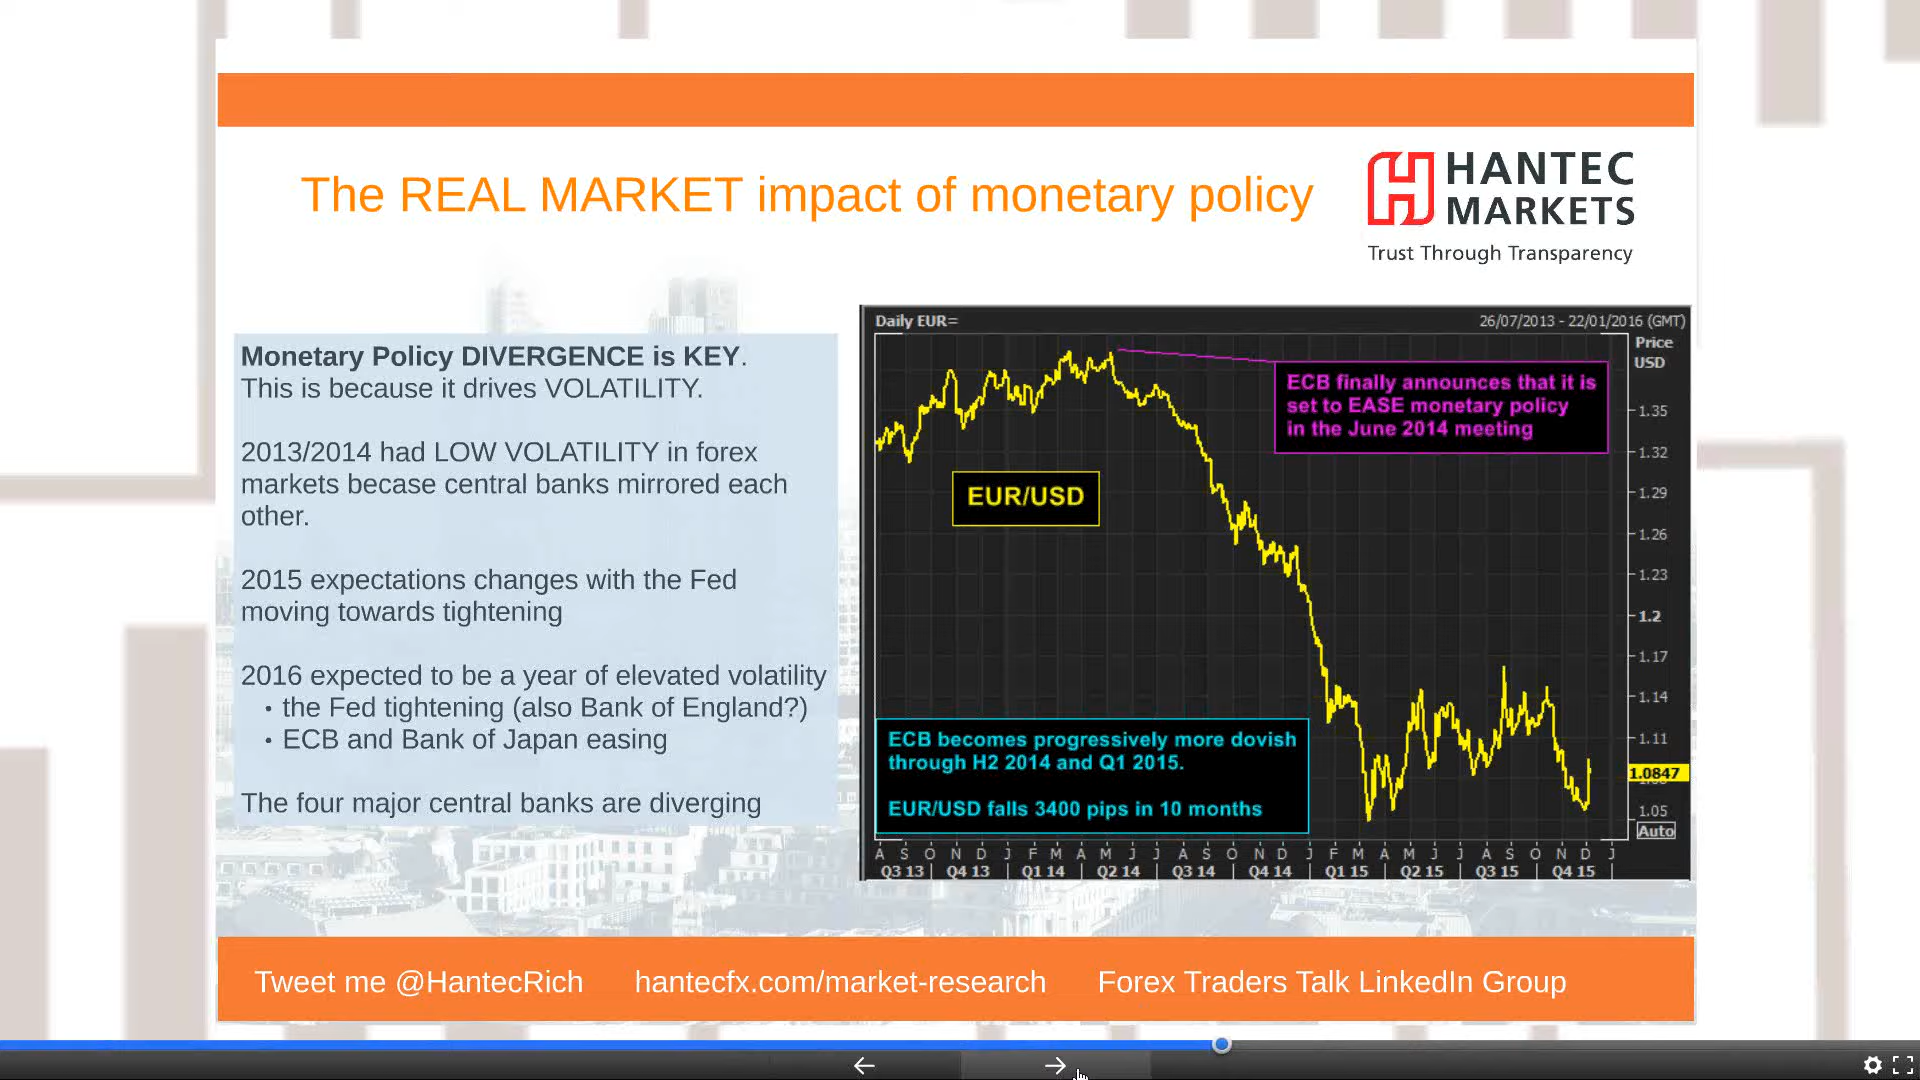 The REAL MARKET impact of monetary policy
HANTEC
MARKETS
Trust Through Transparency
Monetary Policy DIVERGENCE is KEY.
This is because it drives VOLATILITY.
2013/2014 had LOW VOLATILITY in forex
markets becase central banks mirrored each
other.
2015 expectations changes with the Fed
moving towards tightening
2016 expected to be a year of elevated volatility
• the Fed tightening (also Bank of England?)
• ECB and Bank of Japan easing
The four major central banks are diverging
Daily EUR=
26/07/2013 - 22/01/2016 (GMT)
Price
USD
ECB finally announces that it is
set to EASE monetary policy
in the June 2014 meeting
EUR/USD
1.35
1.32
1.29
1.26
1.23
1.2
1.17
1.14
1.11
1.0847
1.05
Auto
ECB becomes progressively more dovish
through H2 2014 and Q1 2015.
EUR/USD falls 3400 pips in 10 months
A S O N D J F M A M J J A S O N D J F M A M J J A S O N D J
Q3 13 Q4 13 Q1 14 Q2 14 Q3 14 Q4 14 Q1 15 Q2 15 Q3 15 Q4 15
Tweet me @HantecRich hantecfx.com/market-research Forex Traders Talk LinkedIn Group